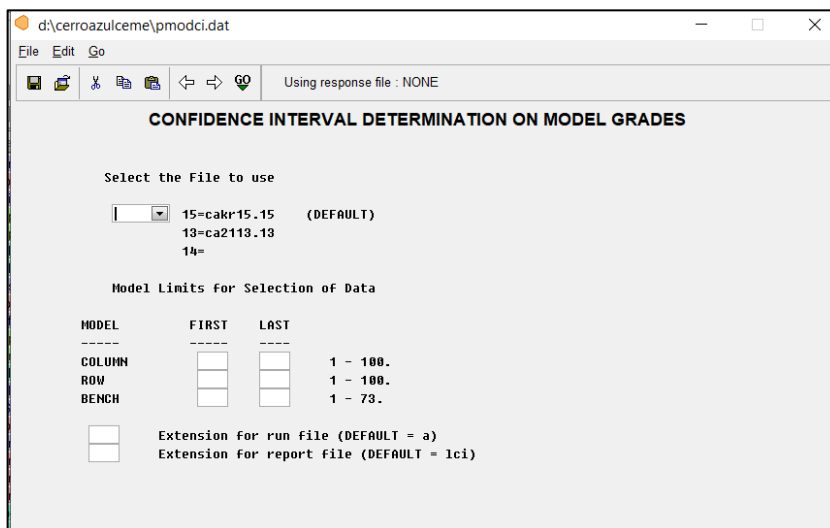 d:\cerroazulceme\pmodci.dat
File Edit Go
GO Using response file : NONE
CONFIDENCE INTERVAL DETERMINATION ON MODEL GRADES
Select the File to use
15=cakr15.15 (DEFAULT)
13=ca2113.13
14=
Model Limits for Selection of Data
MODEL FIRST LAST
----- ----- ----
COLUMN 1 - 100.
ROW 1 - 100.
BENCH 1 - 73.
Extension for run file (DEFAULT = a)
Extension for report file (DEFAULT = lci)